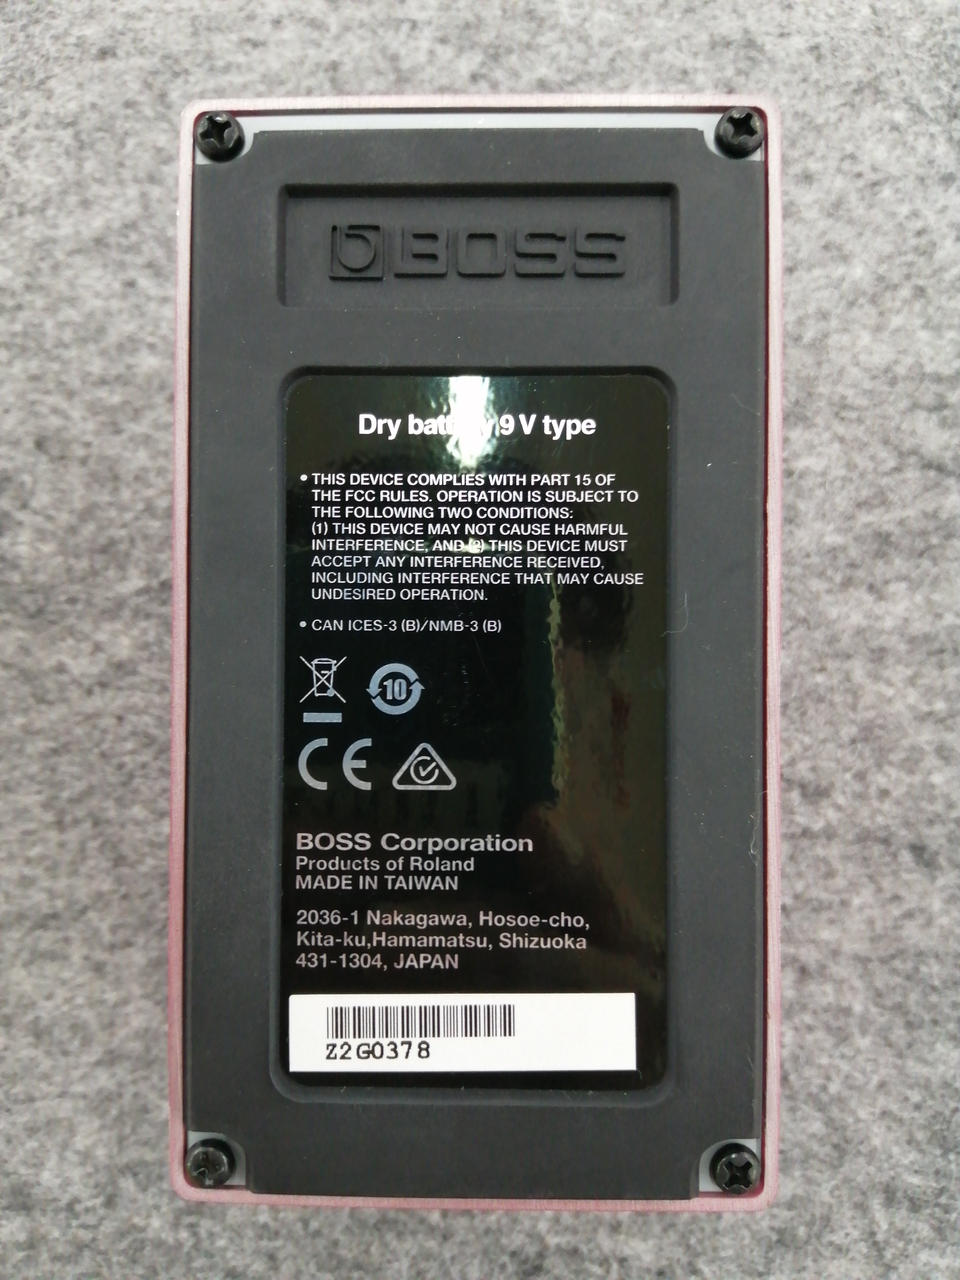 BOSS
Dry battery 9 V type
• THIS DEVICE COMPLIES WITH PART 15 OF
THE FCC RULES. OPERATION IS SUBJECT TO
THE FOLLOWING TWO CONDITIONS:
(1) THIS DEVICE MAY NOT CAUSE HARMFUL
INTERFERENCE, AND (2) THIS DEVICE MUST
ACCEPT ANY INTERFERENCE RECEIVED,
INCLUDING INTERFERENCE THAT MAY CAUSE
UNDESIRED OPERATION.
• CAN ICES-3 (B)/NMB-3 (B)
10
CE
BOSS Corporation
Products of Roland
MADE IN TAIWAN
2036-1 Nakagawa, Hosoe-cho,
Kita-ku,Hamamatsu, Shizuoka
431-1304, JAPAN
Z2G0378